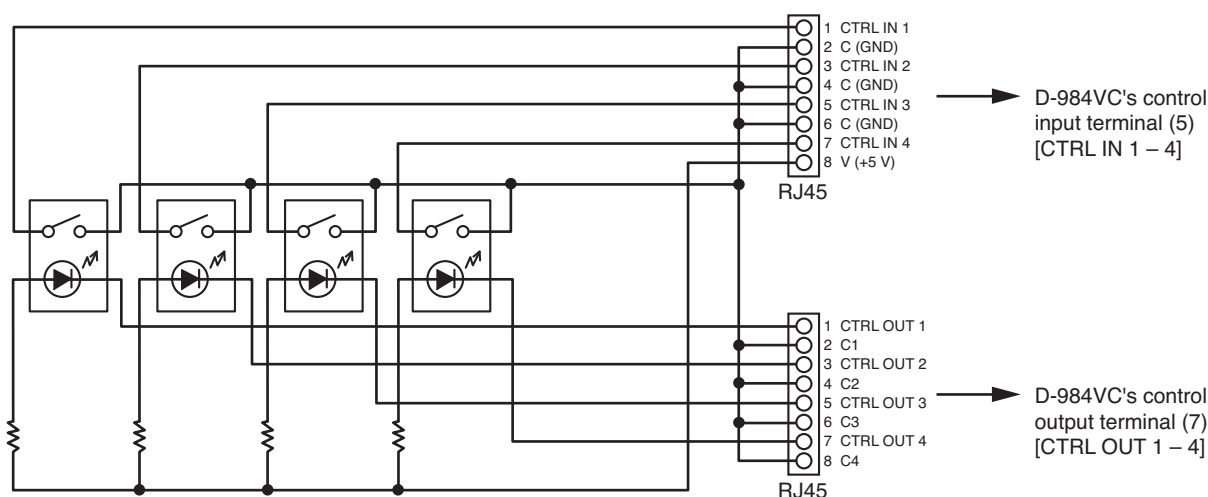 1 CTRL IN 1
2 C (GND)
3 CTRL IN 2
4 C (GND)
5 CTRL IN 3
6 C (GND)
7 CTRL IN 4
8 V (+5 V)
RJ45
D-984VC's control
input terminal (5)
[CTRL IN 1 – 4]
1 CTRL OUT 1
2 C1
3 CTRL OUT 2
4 C2
5 CTRL OUT 3
6 C3
7 CTRL OUT 4
8 C4
RJ45
D-984VC's control
output terminal (7)
[CTRL OUT 1 – 4]